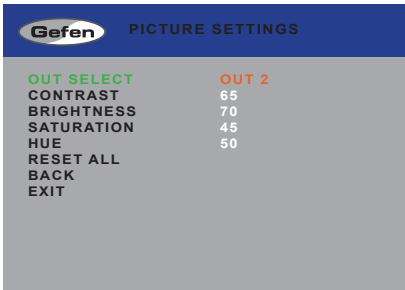 Gefen PICTURE SETTINGS
OUT SELECT OUT 2
CONTRAST 65
BRIGHTNESS 70
SATURATION 45
HUE 50
RESET ALL
BACK
EXIT